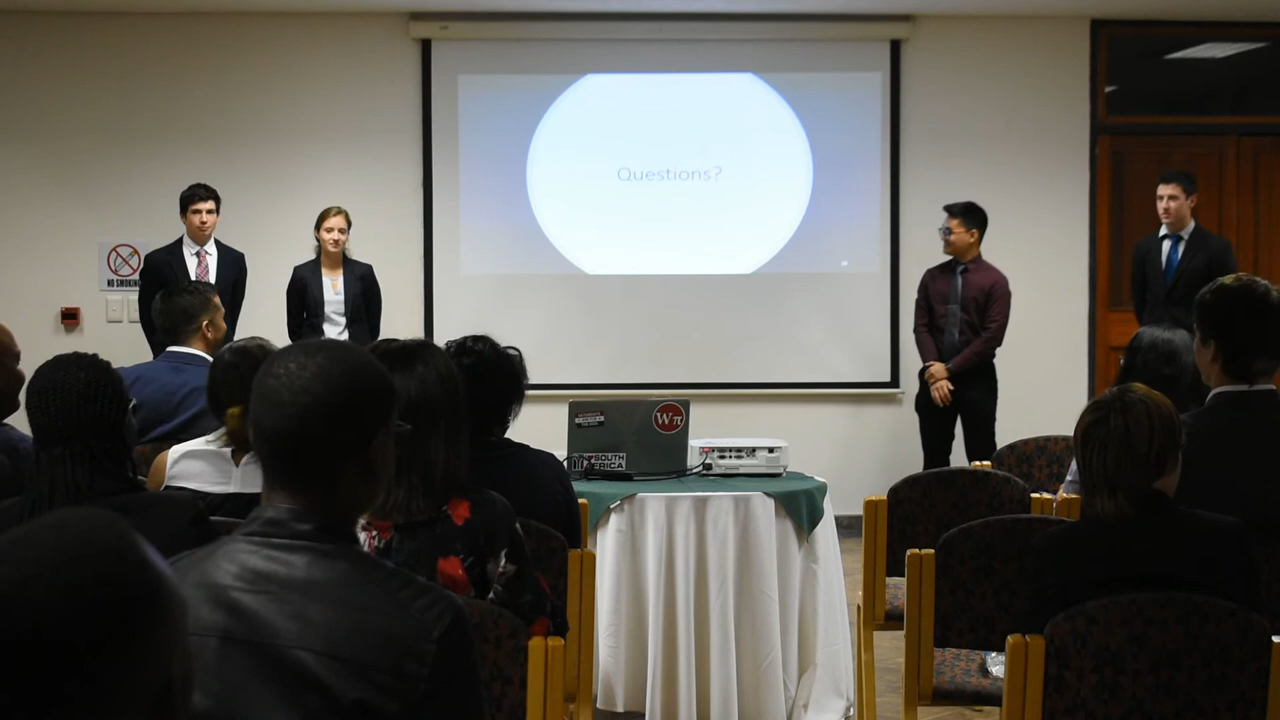 Questions?
NO SMOKING
Wπ
SOUTH
AFRICA